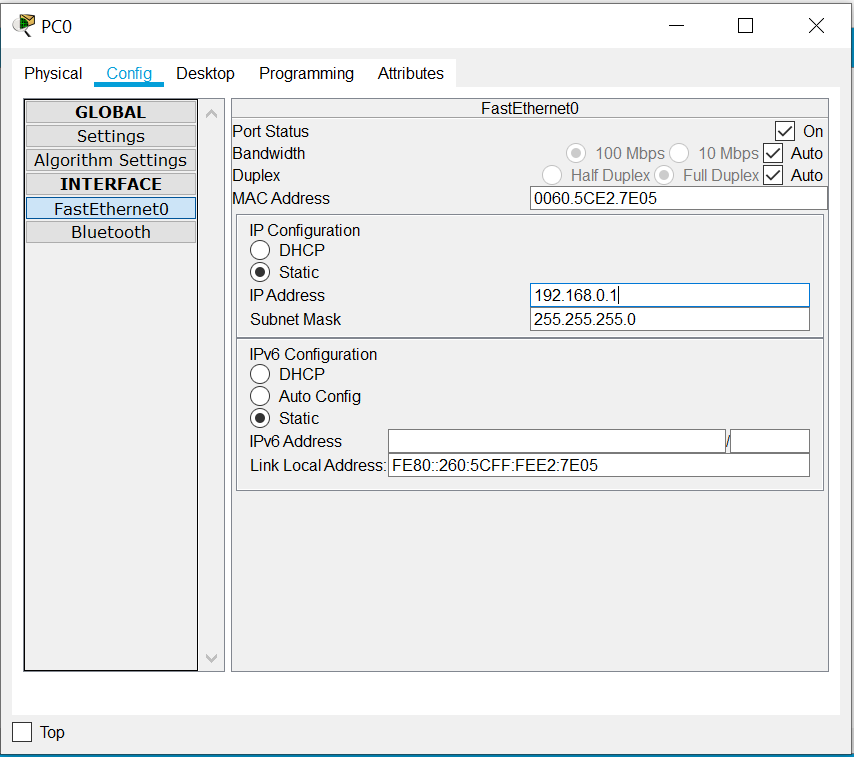 PC0
Physical Config Desktop Programming Attributes
GLOBAL
Settings
Algorithm Settings
INTERFACE
FastEthernet0
Bluetooth
FastEthernet0
Port Status On
Bandwidth 100 Mbps 10 Mbps Auto
Duplex Half Duplex Full Duplex Auto
MAC Address 0060.5CE2.7E05
IP Configuration
DHCP
Static
IP Address 192.168.0.1
Subnet Mask 255.255.255.0
IPv6 Configuration
DHCP
Auto Config
Static
IPv6 Address /
Link Local Address: FE80::260:5CFF:FEE2:7E05
Top